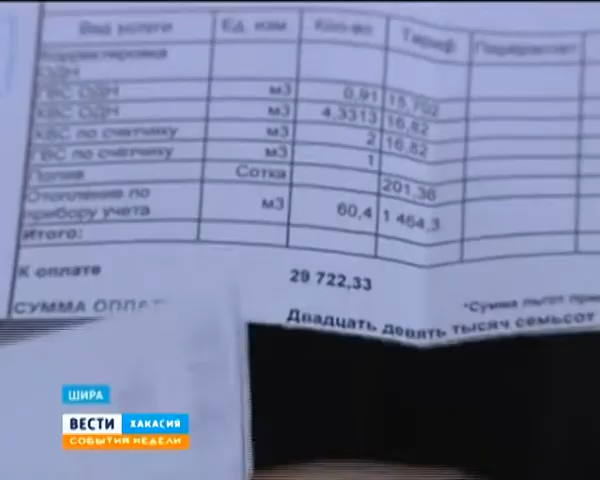 Вид услуги Ед. изм Кол-во Тариф Перерасчет
Корректировка
ОДН
ГВС ОДН м3 0,91 15,702
ХВС ОДН м3 4,3313 16,82
ХВС по счетчику м3 2 16,82
ГВС по счетчику м3 1
Полив Сотка 201,36
Отопление по
прибору учета м3 60,4 1 464,3
Итого:
К оплате 29 722,33
СУММА ОПЛАТ *Сумма льгот
Двадцать девять тысяч семьсот
ШИРА
ВЕСТИ ХАКАСИЯ
СОБЫТИЯ НЕДЕЛИ